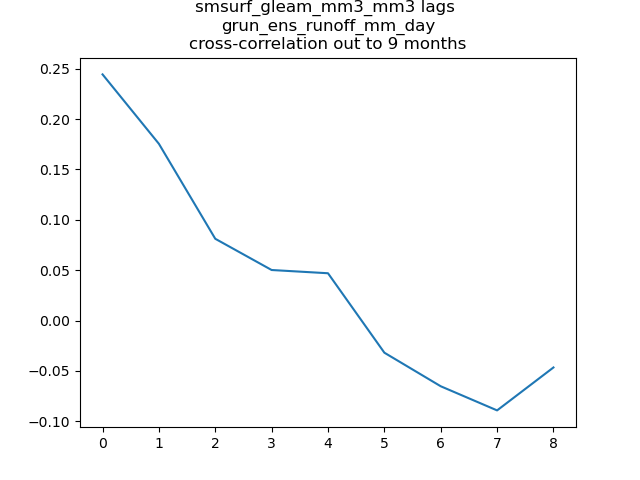 smsurf_gleam_mm3_mm3 lags
grun_ens_runoff_mm_day
cross-correlation out to 9 months
0.25
0.20
0.15
0.10
0.05
0.00
−0.05
−0.10
0 1 2 3 4 5 6 7 8